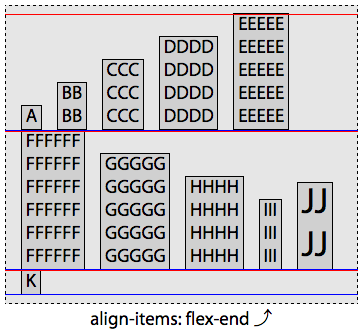 A
BB
BB
CCC
CCC
CCC
DDDD
DDDD
DDDD
DDDD
EEEEE
EEEEE
EEEEE
EEEEE
EEEEE
FFFFFF
FFFFFF
FFFFFF
FFFFFF
FFFFFF
FFFFFF
GGGGG
GGGGG
GGGGG
GGGGG
GGGGG
HHHH
HHHH
HHHH
HHHH
III
III
III
JJ
JJ
K
align-items: flex-end ⤴